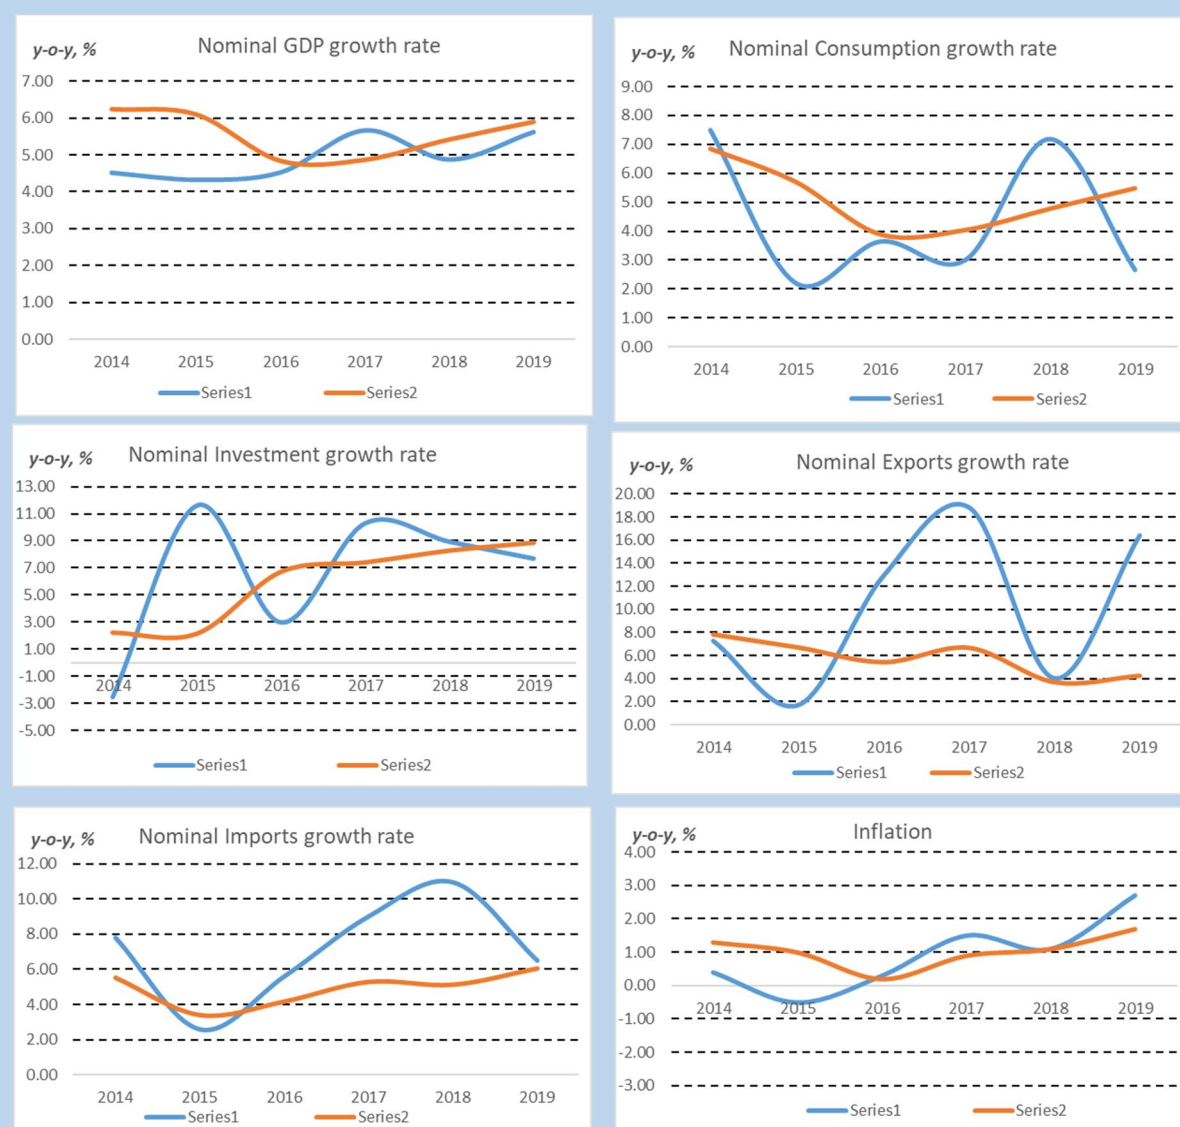 y-o-y, %
Nominal GDP growth rate
7.00
6.00
5.00
4.00
3.00
2.00
1.00
0.00
2014 2015 2016 2017 2018 2019
Series1 Series2
y-o-y, %
Nominal Consumption growth rate
9.00
8.00
7.00
6.00
5.00
4.00
3.00
2.00
1.00
0.00
2014 2015 2016 2017 2018 2019
Series1 Series2
y-o-y, %
Nominal Investment growth rate
13.00
11.00
9.00
7.00
5.00
3.00
1.00
-1.00
2014 2015 2016 2017 2018 2019
-3.00
-5.00
Series1 Series2
y-o-y, %
Nominal Exports growth rate
20.00
18.00
16.00
14.00
12.00
10.00
8.00
6.00
4.00
2.00
0.00
2014 2015 2016 2017 2018 2019
Series1 Series2
y-o-y, %
Nominal Imports growth rate
12.00
10.00
8.00
6.00
4.00
2.00
0.00
2014 2015 2016 2017 2018 2019
Series1 Series2
y-o-y, %
Inflation
4.00
3.00
2.00
1.00
0.00
2014 2015 2016 2017 2018 2019
-1.00
-2.00
-3.00
Series1 Series2